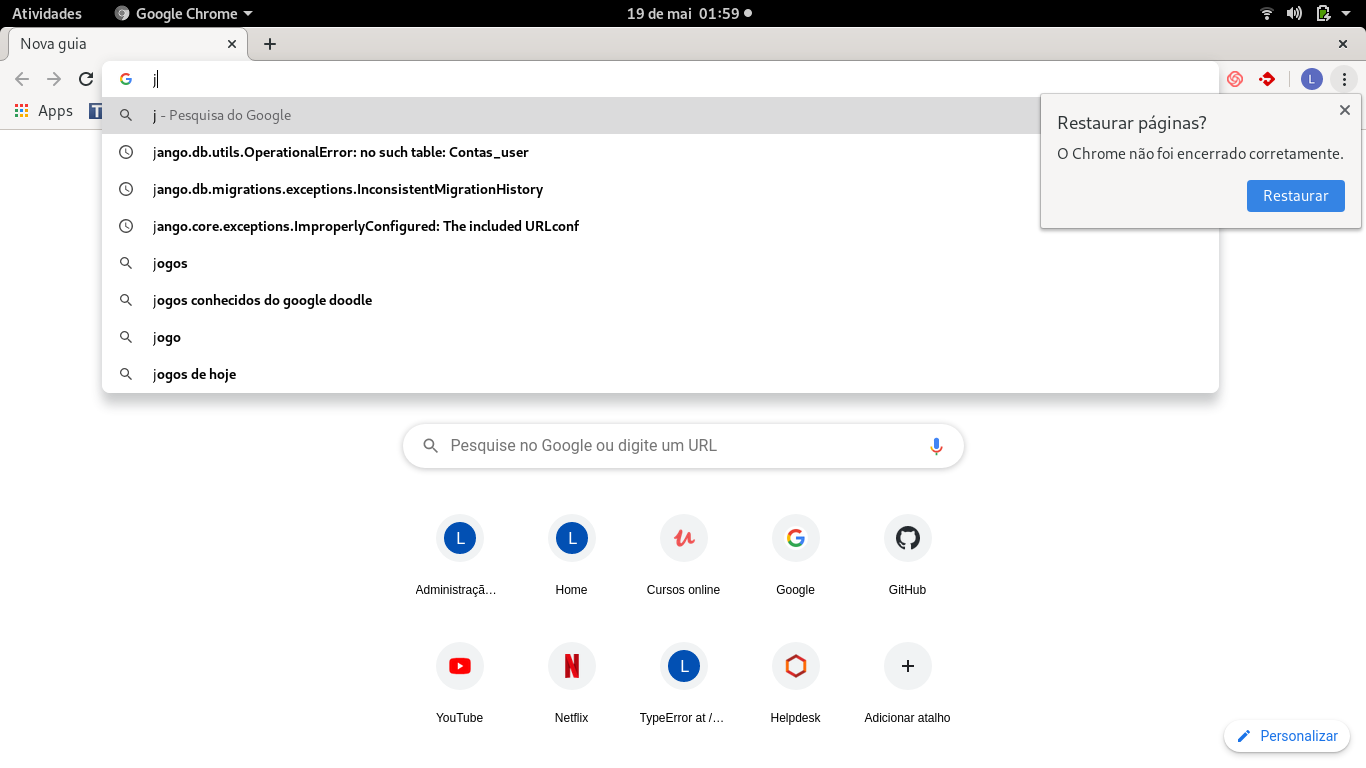 Atividades
Google Chrome
19 de mai 01:59
Nova guia
j
L
Apps
j - Pesquisa do Google
jango.db.utils.OperationalError: no such table: Contas_user
jango.db.migrations.exceptions.InconsistentMigrationHistory
jango.core.exceptions.ImproperlyConfigured: The included URLconf
jogos
jogos conhecidos do google doodle
jogo
jogos de hoje
Restaurar páginas?
O Chrome não foi encerrado corretamente.
Restaurar
Pesquise no Google ou digite um URL
L
L
Administraçã…
Home
Cursos online
Google
GitHub
N
L
YouTube
Netflix
TypeError at /…
Helpdesk
Adicionar atalho
Personalizar